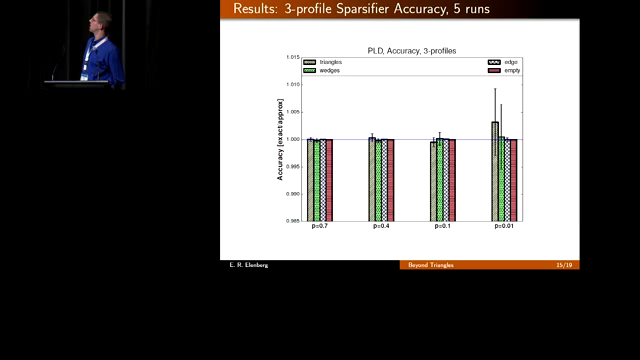 Results: 3-profile Sparsifier Accuracy, 5 runs
PLD, Accuracy, 3-profiles
triangles
wedges
edge
empty
Accuracy [exact/approx]
1.015
1.010
1.005
1.000
0.995
0.990
0.985
p=0.7
p=0.4
p=0.1
p=0.01
E. R. Elenberg
Beyond Triangles
15/19